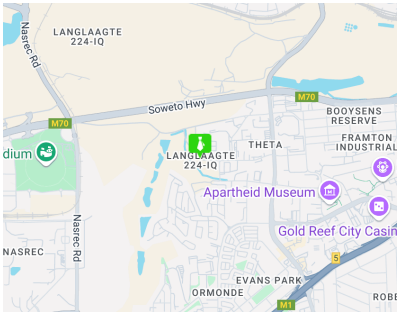 LANGLAAGTE
224-IQ
Nasrec Rd
M70
Soweto Hwy
BOOYSENS
RESERVE
M70
FRAMTON
INDUSTRIAL
THETA
dium
LANGLAAGTE
224-IQ
Apartheid Museum
Gold Reef City Casin
Nasrec Rd
NASREC
5
EVANS PARK
ORMONDE
ROBE
M1